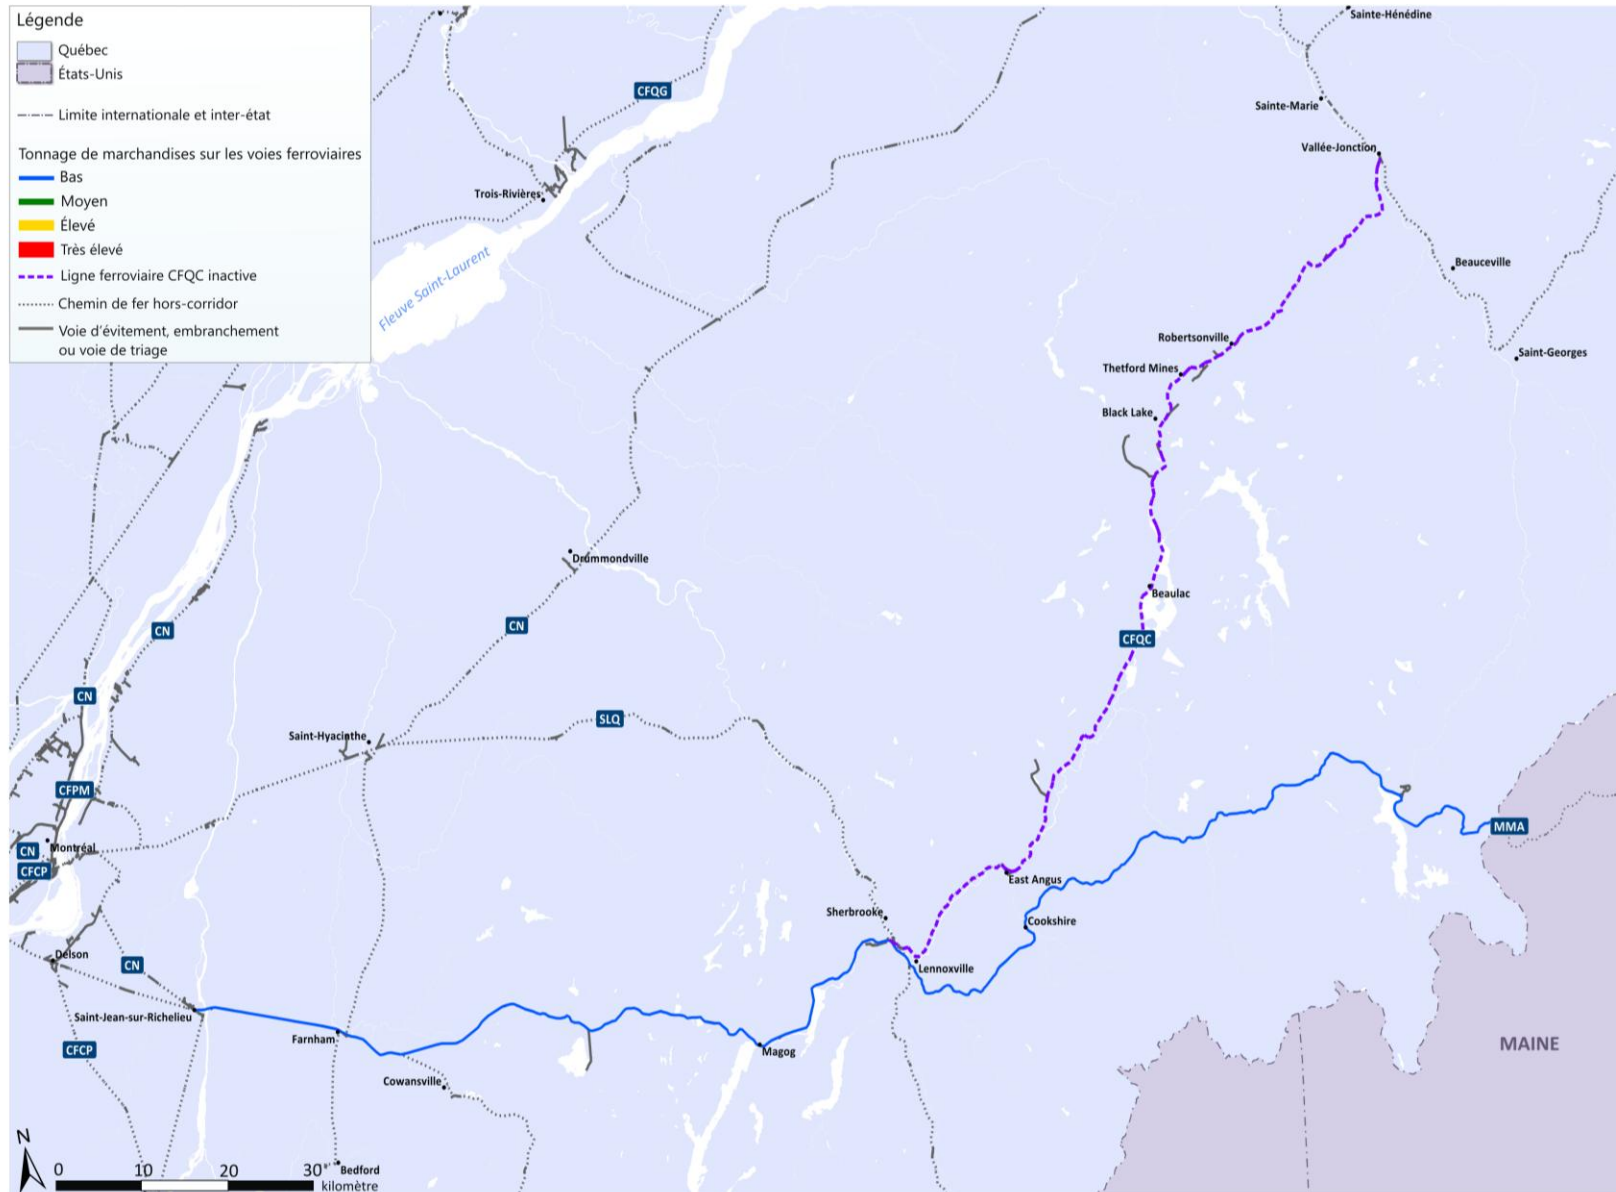 Légende
Québec
États-Unis
Limite internationale et inter-état
Tonnage de marchandises sur les voies ferroviaires
Bas
Moyen
Élevé
Très élevé
Ligne ferroviaire CFQC inactive
Chemin de fer hors-corridor
Voie d'évitement, embranchement
ou voie de triage
Sainte-Hénédine
CFQG
Sainte-Marie
Vallée-Jonction
Trois-Rivières
Fleuve Saint-Laurent
Beauceville
Robertsonville
Saint-Georges
Thetford Mines
Black Lake
Drummondville
Beaulac
CN
CN
CFQC
CN
SLQ
Saint-Hyacinthe
CFPM
MMA
CN
Montréal
CFCP
East Angus
Sherbrooke
Cookshire
Delson
CN
Lennoxville
Saint-Jean-sur-Richelieu
Farnham
CFCP
Magog
MAINE
Cowansville
N
0 10 20 30
kilomètre
Bedford